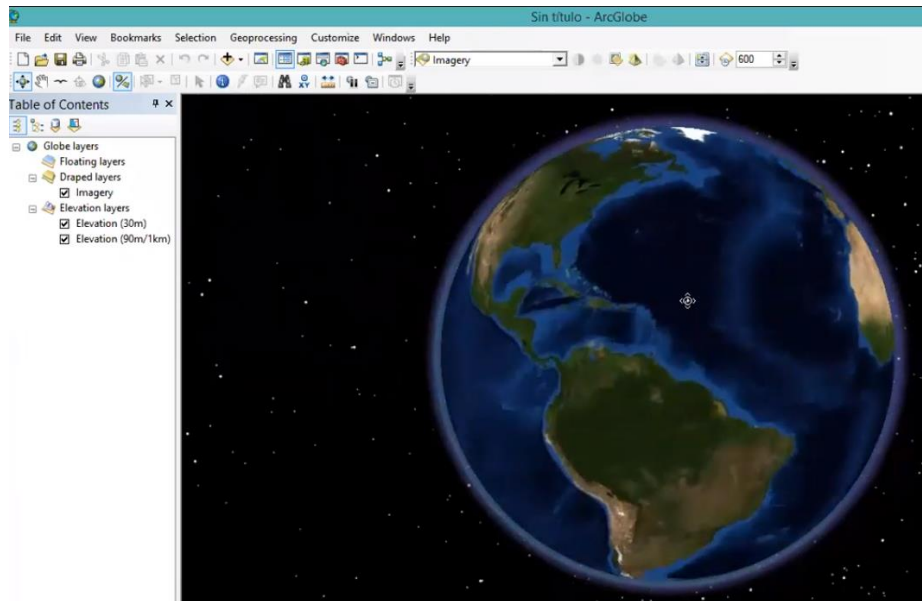 Sin título - ArcGlobe
File Edit View Bookmarks Selection Geoprocessing Customize Windows Help
Imagery 600
Table of Contents
Globe layers
Floating layers
Draped layers
Imagery
Elevation layers
Elevation (30m)
Elevation (90m/1km)